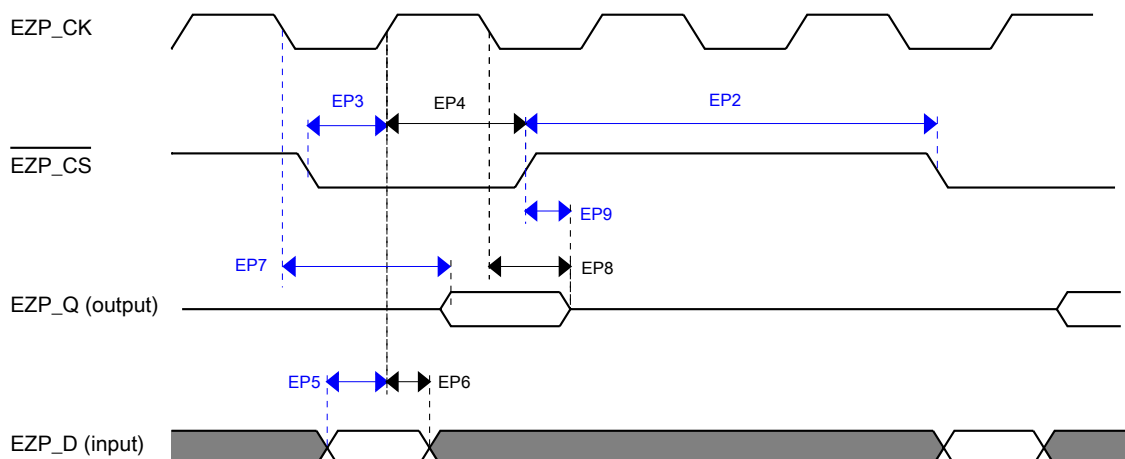 EZP_CK
EP3
EP4
EP2
EZP_CS
EP9
EP7
EP8
EZP_Q (output)
EP5
EP6
EZP_D (input)